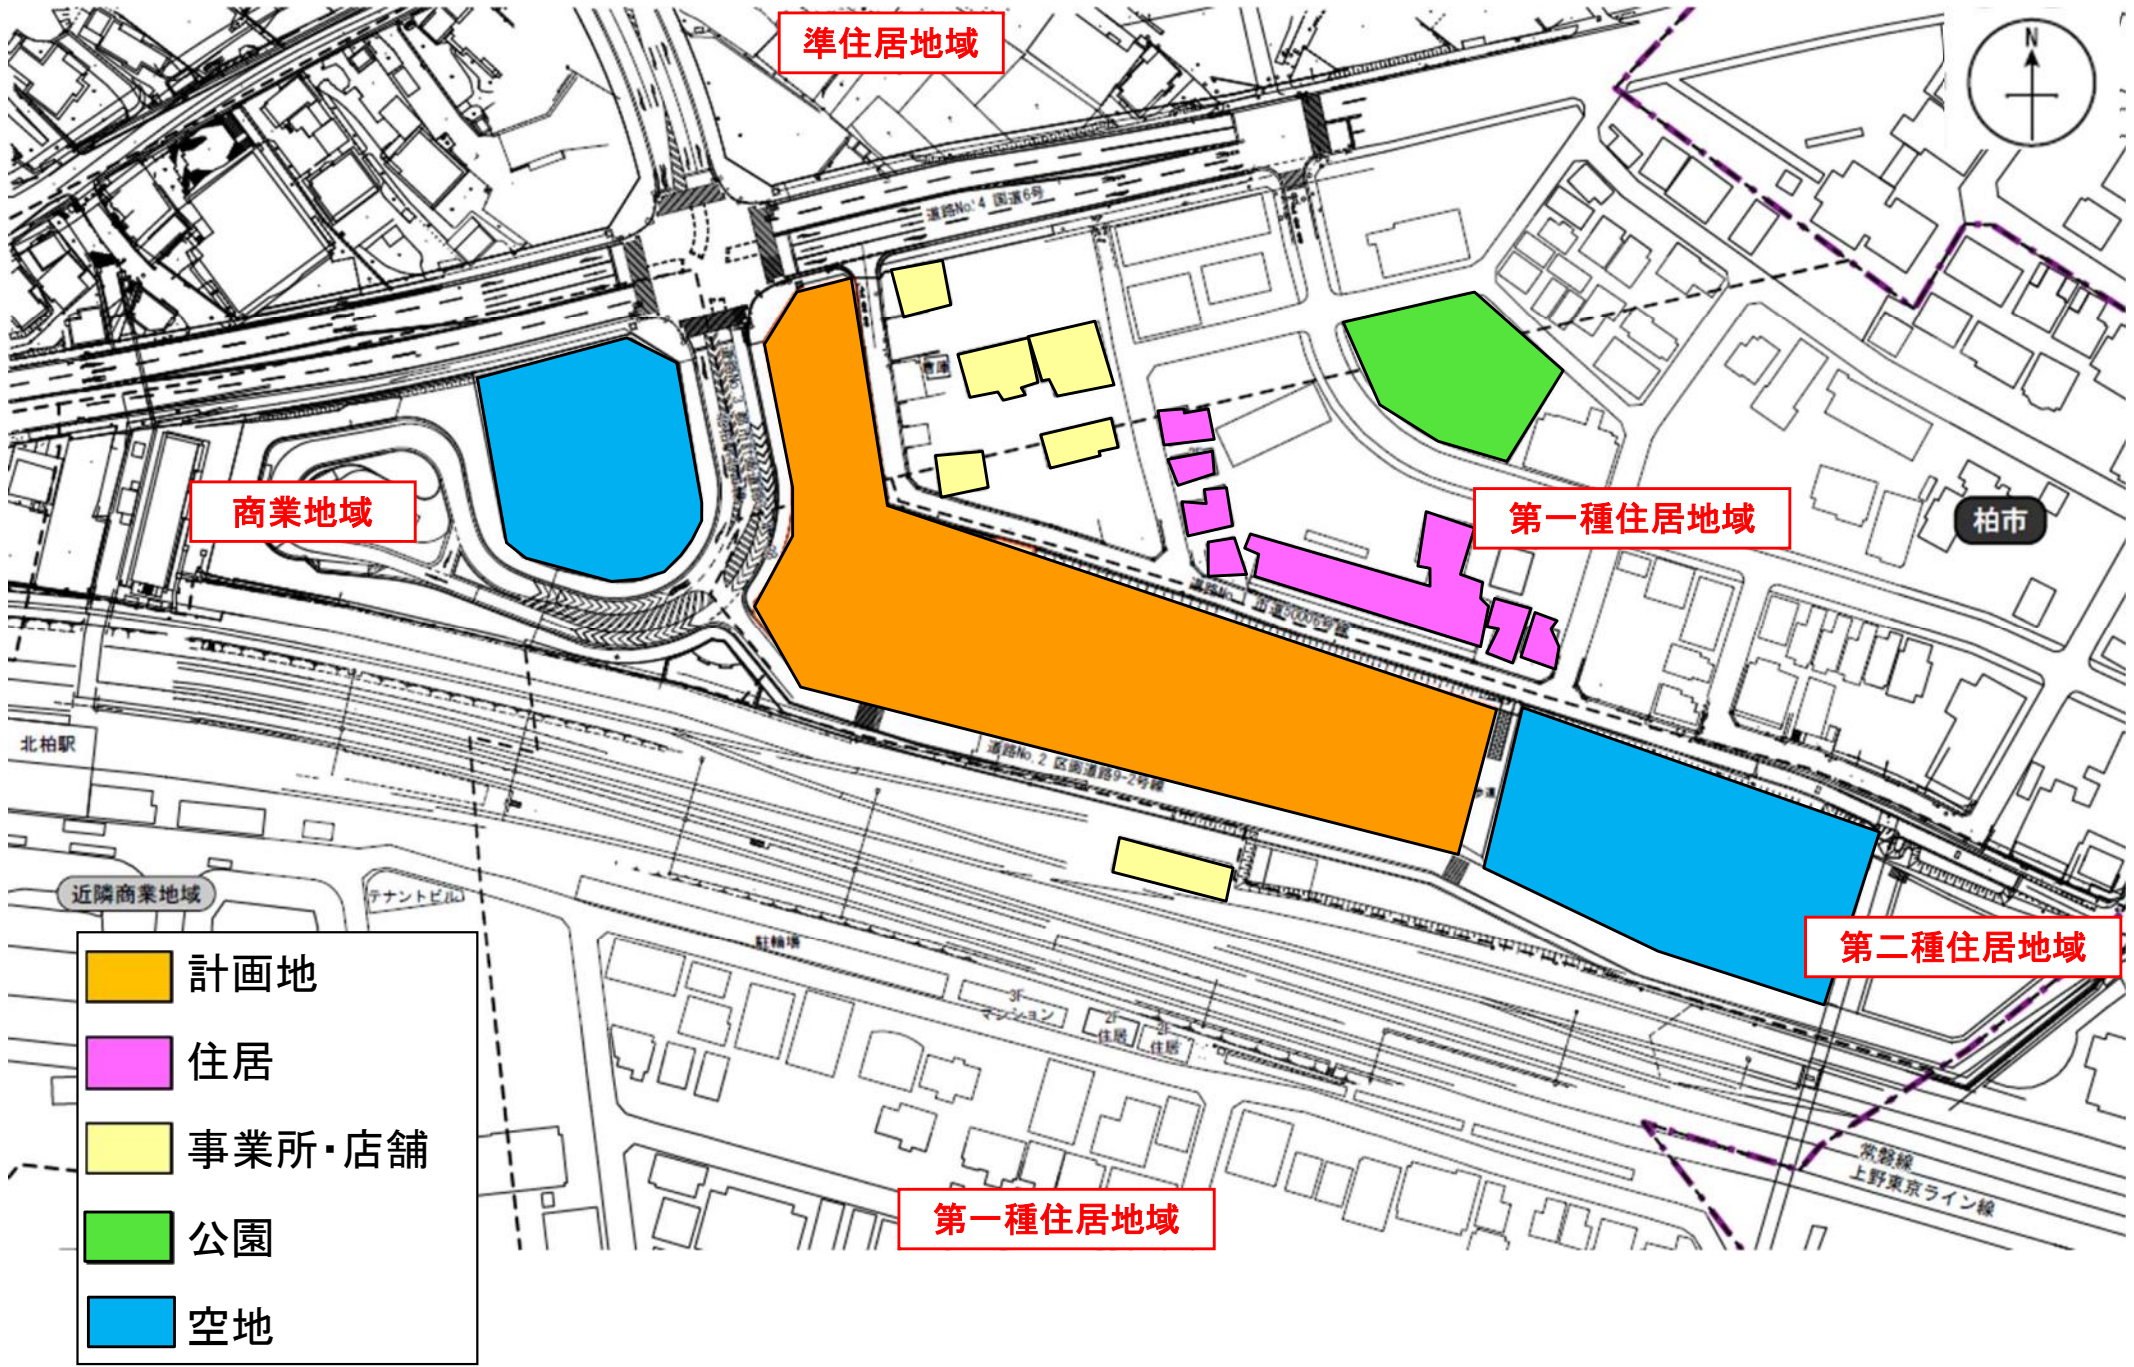 準住居地域
N
道路No.4 国道6号
倉庫
商業地域
第一種住居地域
柏市
北柏駅
道路No.2 区画道路9-2号線
歩道
近隣商業地域
テナントビル
駐輪場
3F
マンション
2F
住居
2F
住居
第二種住居地域
常磐線
上野東京ライン線
第一種住居地域
計画地
住居
事業所・店舗
公園
空地